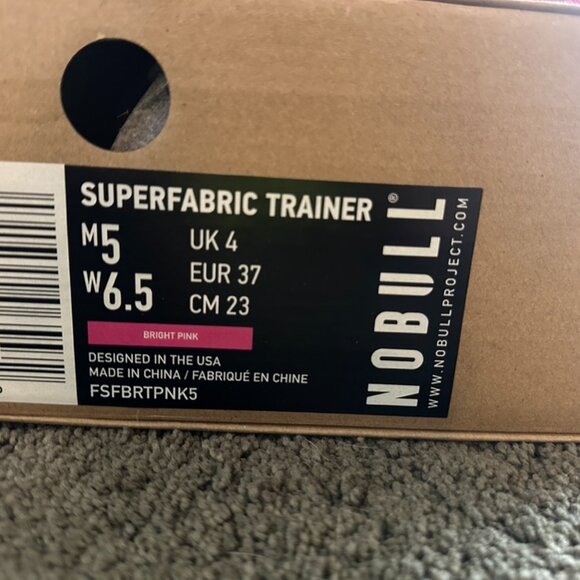 SUPERFABRIC TRAINER
M5
W6.5
UK 4
EUR 37
CM 23
BRIGHT PINK
DESIGNED IN THE USA
MADE IN CHINA / FABRIQUÉ EN CHINE
FSFBRTPNK5
NOBULL®
WWW.NOBULLPROJECT.COM